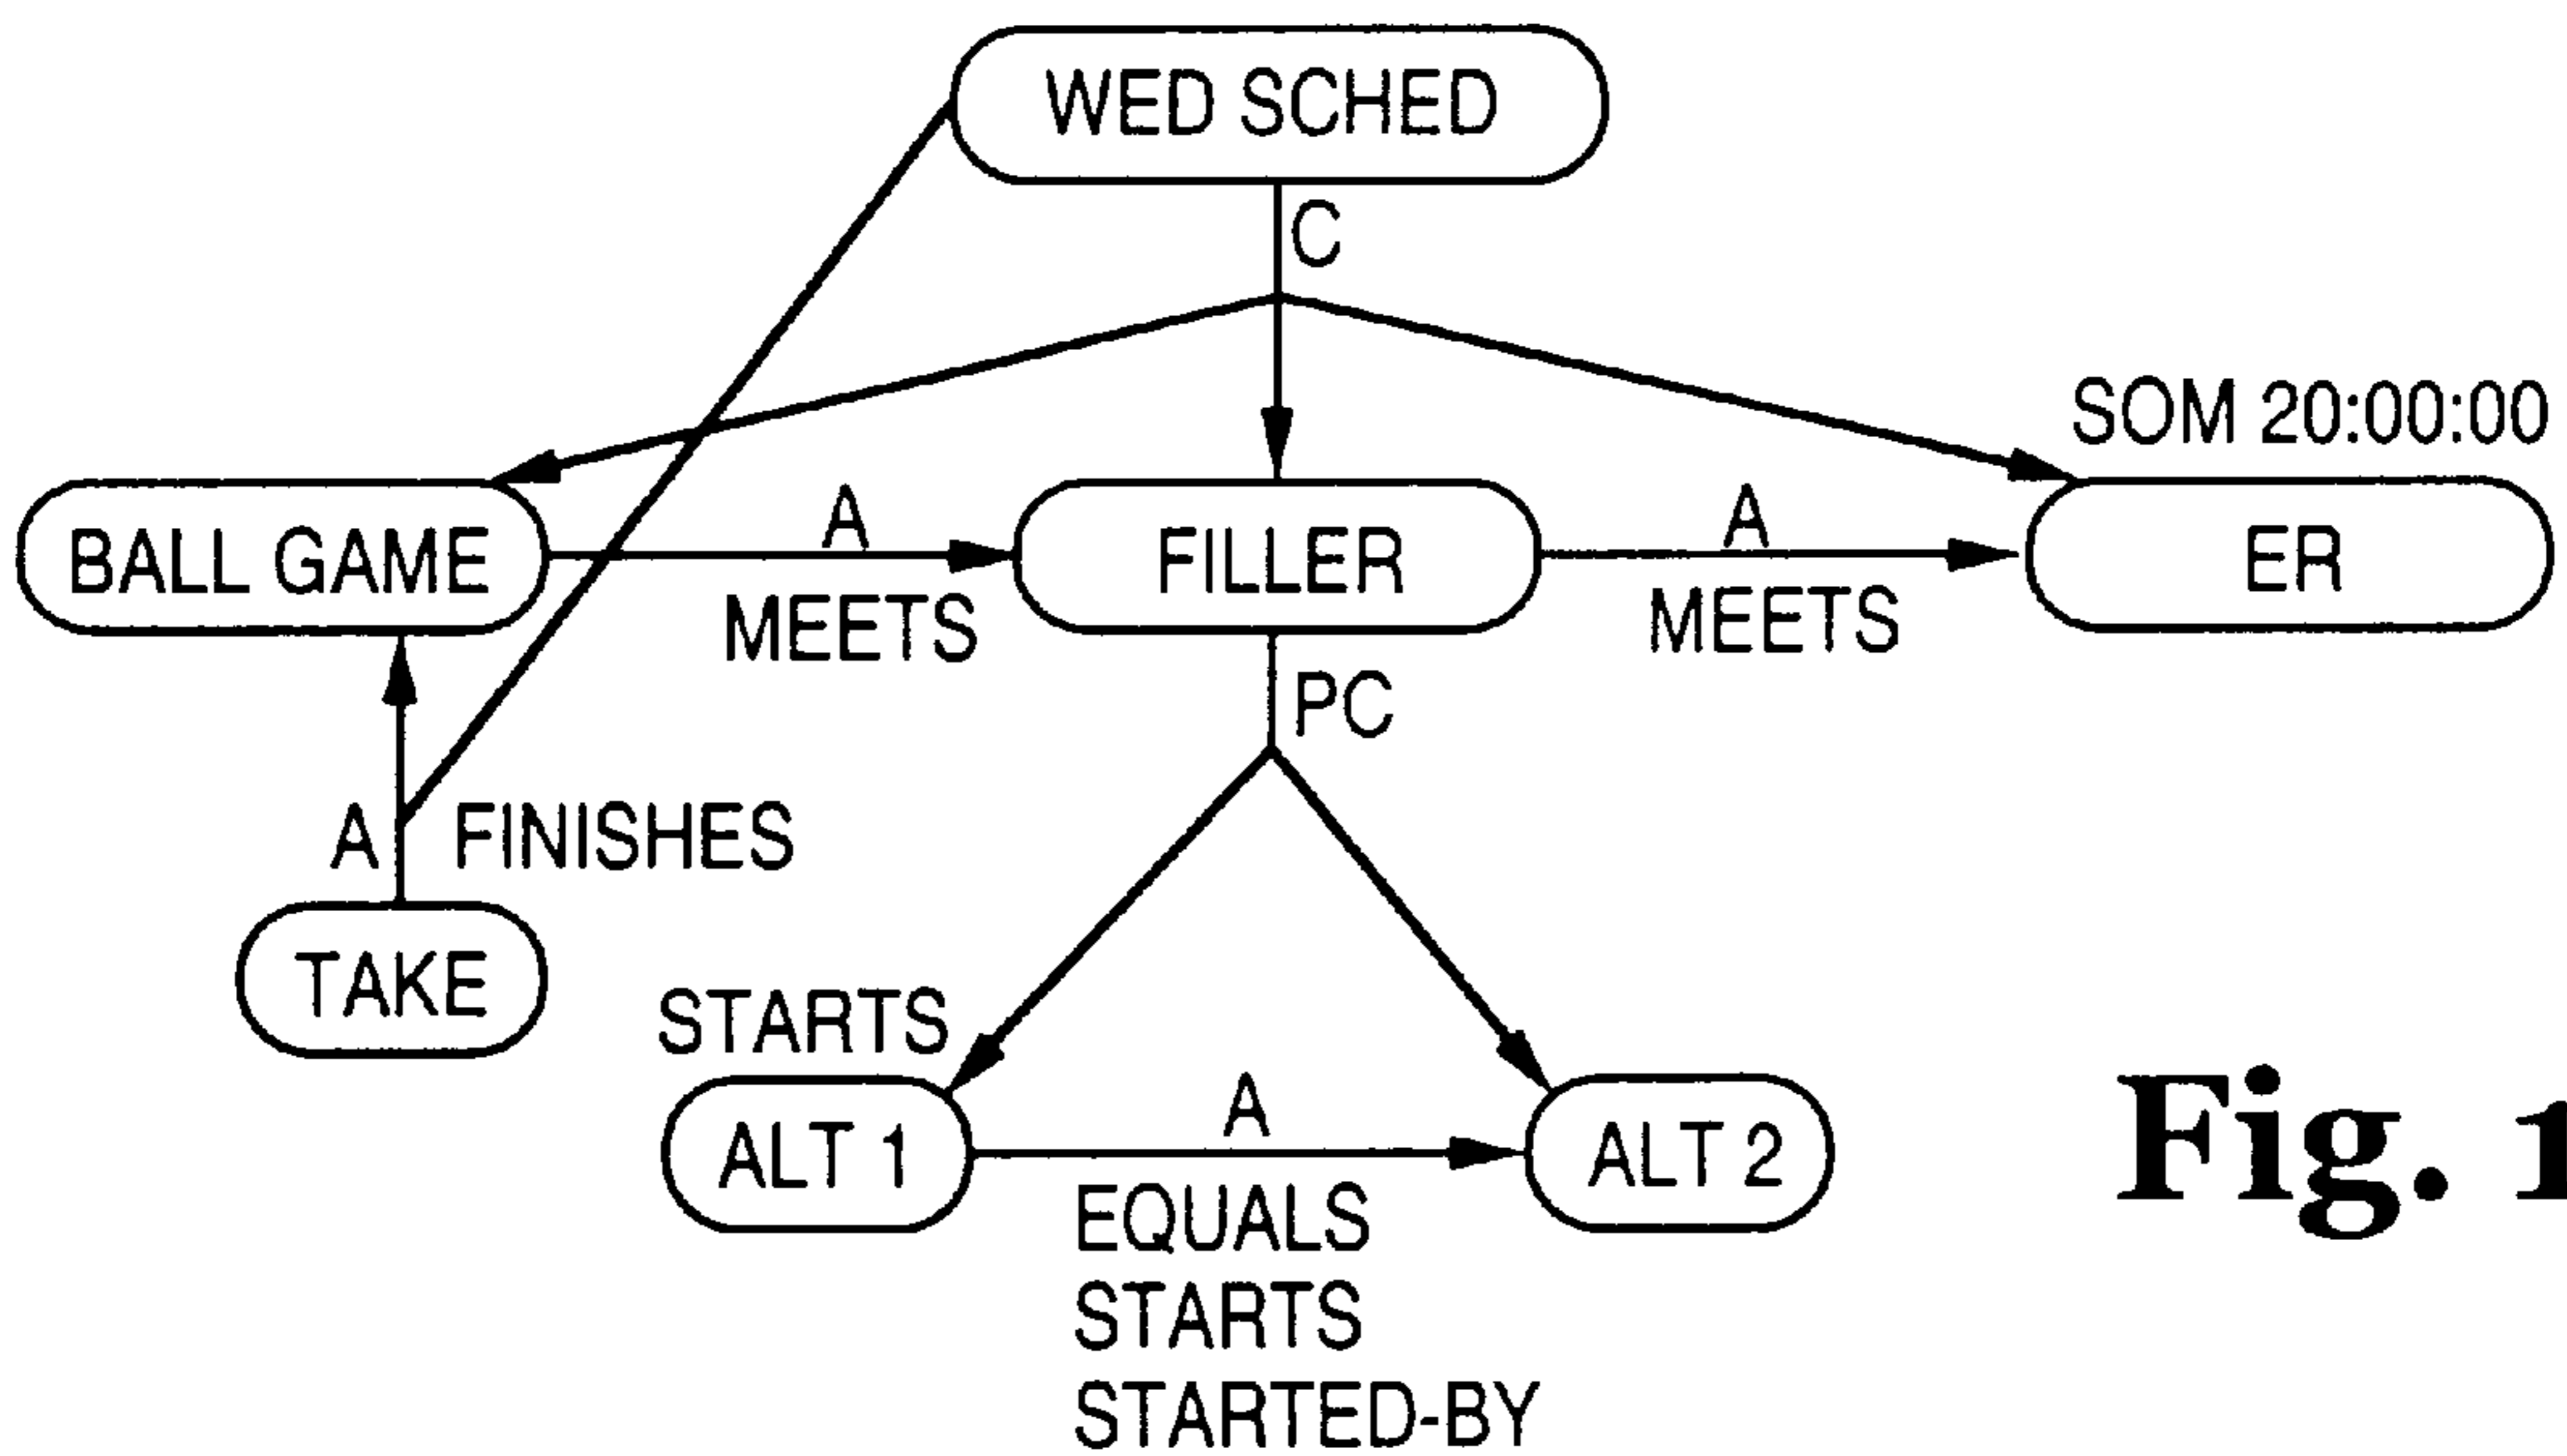 WED SCHED
C
SOM 20:00:00
BALL GAME
A
MEETS
FILLER
A
MEETS
ER
PC
A
FINISHES
TAKE
STARTS
ALT 1
A
EQUALS
STARTS
STARTED-BY
ALT 2
Fig. 1